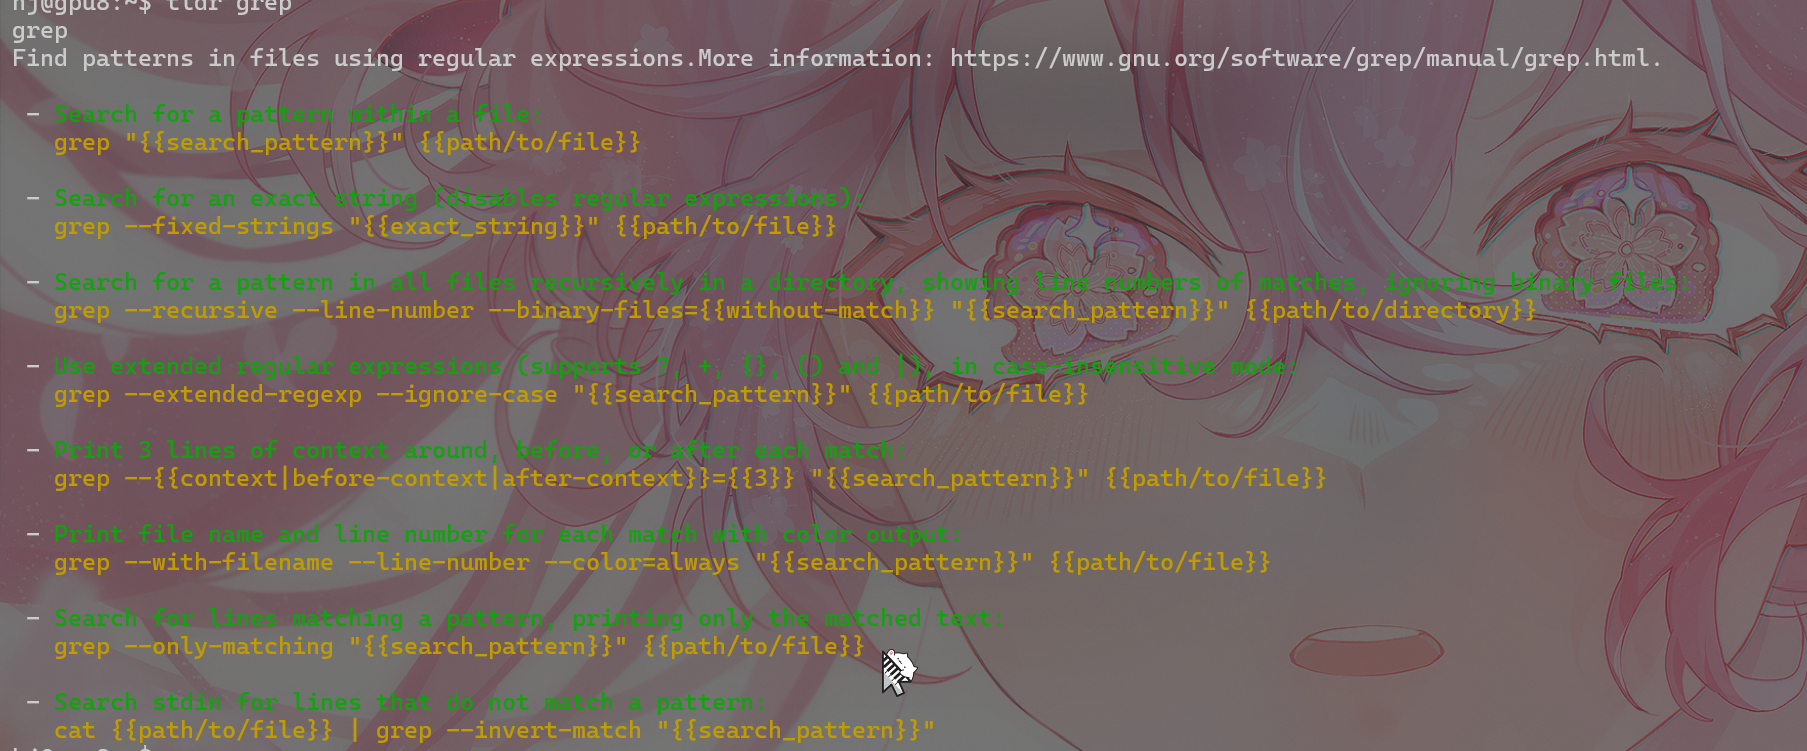 hj@gpu8:~$ tldr grep
grep
Find patterns in files using regular expressions.More information: https://www.gnu.org/software/grep/manual/grep.html.
- Search for a pattern within a file:
grep "{{search_pattern}}" {{path/to/file}}
- Search for an exact string (disables regular expressions):
grep --fixed-strings "{{exact_string}}" {{path/to/file}}
- Search for a pattern in all files recursively in a directory, showing line numbers of matches, ignoring binary files:
grep --recursive --line-number --binary-files={{without-match}} "{{search_pattern}}" {{path/to/directory}}
- Use extended regular expressions (supports ?, +, {}, () and |), in case-insensitive mode:
grep --extended-regexp --ignore-case "{{search_pattern}}" {{path/to/file}}
- Print 3 lines of context around, before, or after each match:
grep --{{context|before-context|after-context}}={{3}} "{{search_pattern}}" {{path/to/file}}
- Print file name and line number for each match with color output:
grep --with-filename --line-number --color=always "{{search_pattern}}" {{path/to/file}}
- Search for lines matching a pattern, printing only the matched text:
grep --only-matching "{{search_pattern}}" {{path/to/file}}
- Search stdin for lines that do not match a pattern:
cat {{path/to/file}} | grep --invert-match "{{search_pattern}}"